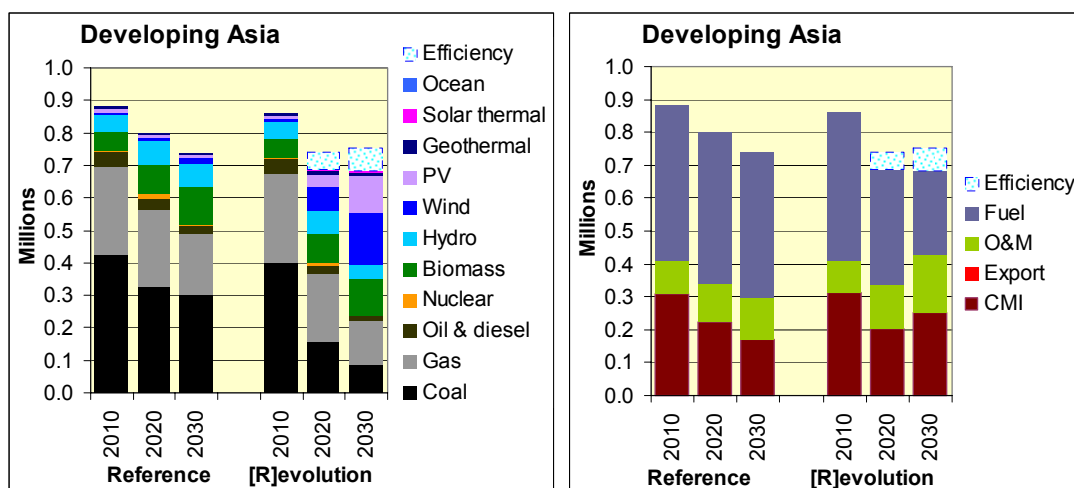 Developing Asia
1.0
0.9
0.8
0.7
0.6
0.5
0.4
0.3
0.2
0.1
0.0
Millions
2010
2020
2030
2010
2020
2030
Reference
[R]evolution
Efficiency
Ocean
Solar thermal
Geothermal
PV
Wind
Hydro
Biomass
Nuclear
Oil & diesel
Gas
Coal
Developing Asia
1.0
0.9
0.8
0.7
0.6
0.5
0.4
0.3
0.2
0.1
0.0
Millions
2010
2020
2030
2010
2020
2030
Reference
[R]evolution
Efficiency
Fuel
O&M
Export
CMI